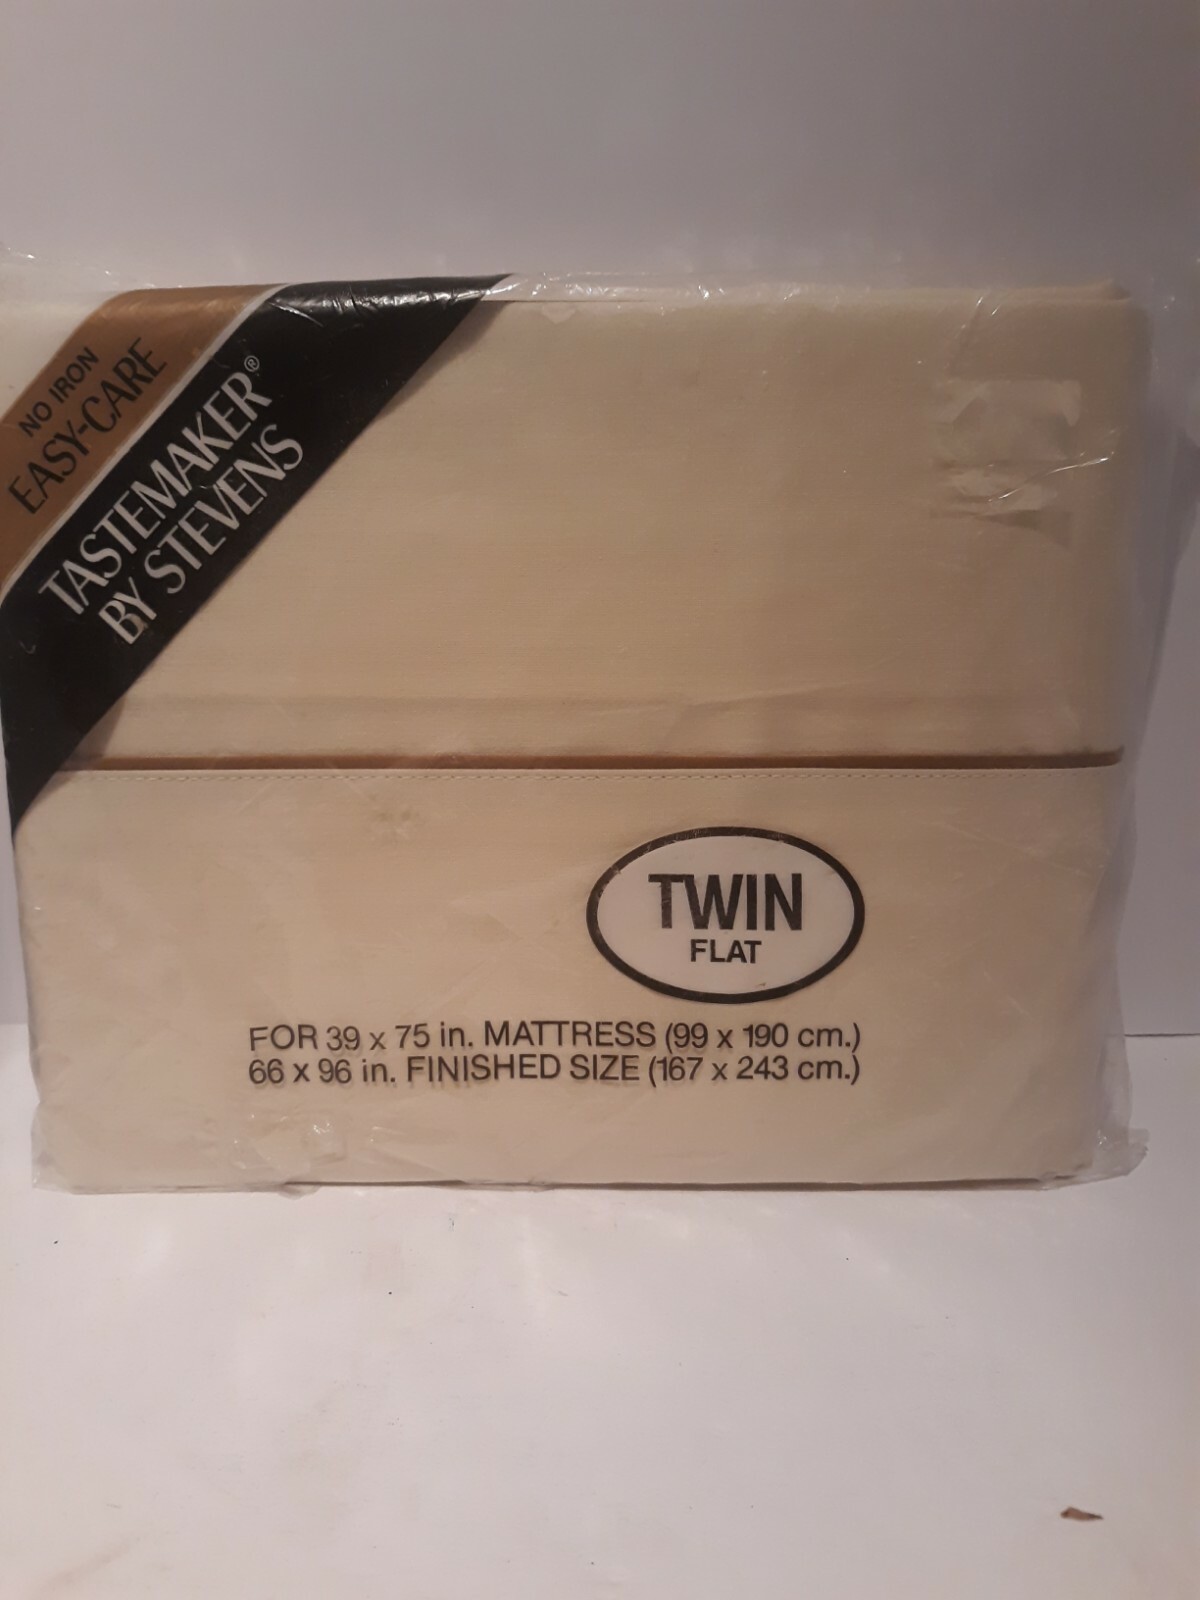 NO IRON
EASY-CARE
TASTEMAKER®
BY STEVENS
TWIN
FLAT
FOR 39 x 75 in. MATTRESS (99 x 190 cm.)
66 x 96 in. FINISHED SIZE (167 x 243 cm.)